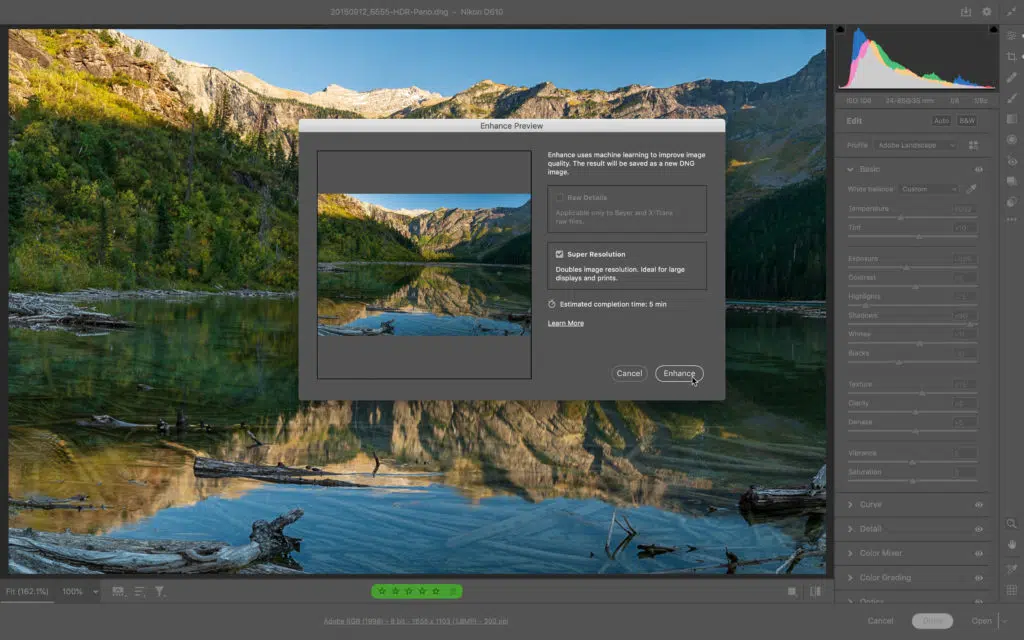 20150912_6555-HDR-Pano.dng - Nikon D610
Enhance Preview
Enhance uses machine learning to improve image
quality. The result will be saved as a new DNG
image.
Raw Details
Applicable only to Bayer and X-Trans
raw files.
Super Resolution
Doubles image resolution. Ideal for large
displays and prints.
Estimated completion time: 5 min
Learn More
Cancel
Enhance
ISO 100
24-85@35 mm
f/8
Edit
Auto
B&W
Profile
Adobe Landscape
Basic
White balance
Custom
Temperature
Tint
Exposure
Contrast
Highlights
Shadows
Whites
Blacks
Texture
Clarity
Dehaze
Vibrance
Saturation
Curve
Detail
Color Mixer
Color Grading
Optics
Fit (162.1%)
100%
Adobe RGB (1998) - 8 bit - 1655 x 1103 (1.8MP) - 300 ppi
Cancel
Done
Open